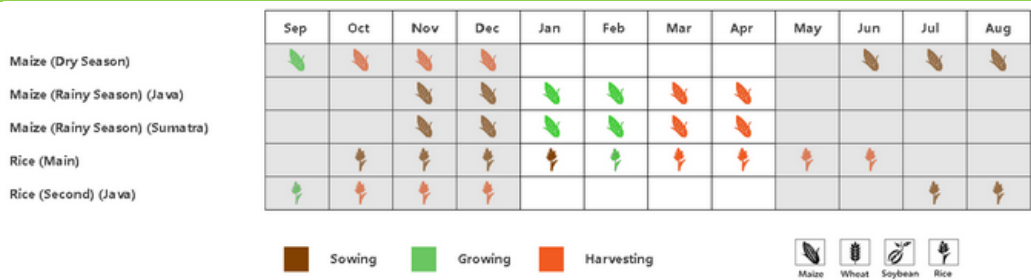 Sep Oct Nov Dec Jan Feb Mar Apr May Jun Jul Aug
Maize (Dry Season)
Maize (Rainy Season) (Java)
Maize (Rainy Season) (Sumatra)
Rice (Main)
Rice (Second) (Java)
Sowing Growing Harvesting
Maize Wheat Soybean Rice